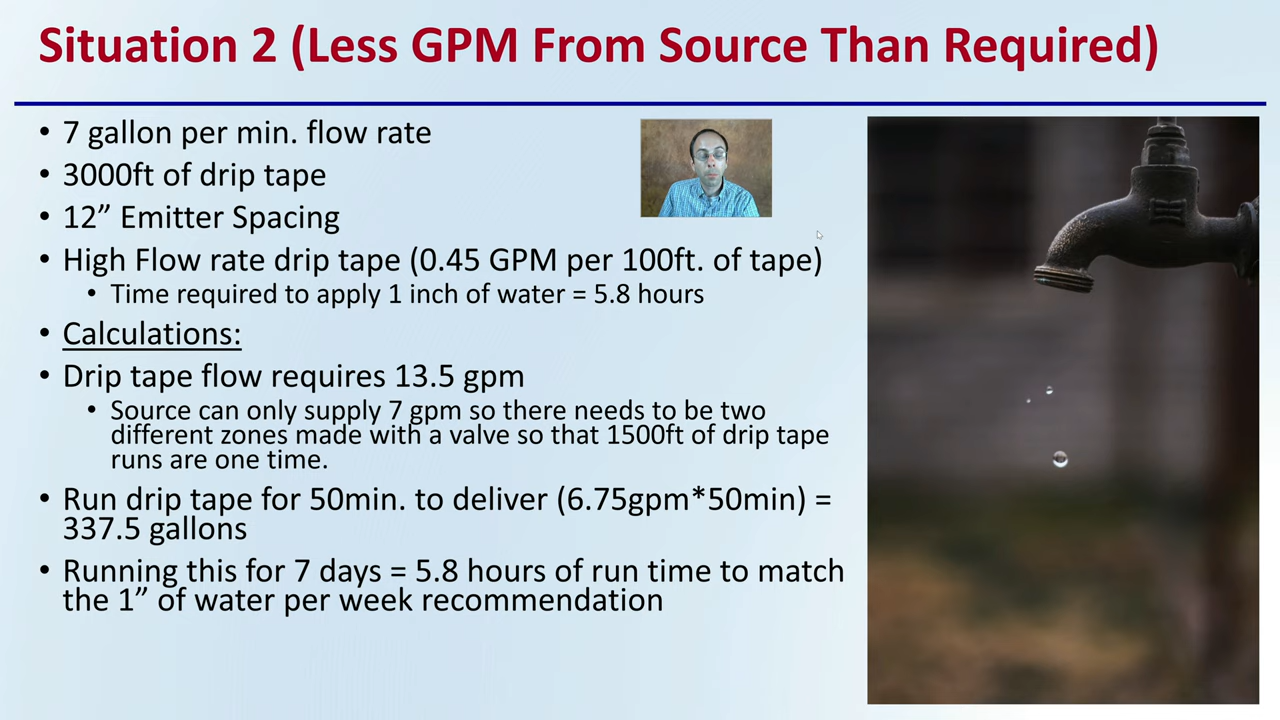 Situation 2 (Less GPM From Source Than Required)
• 7 gallon per min. flow rate
• 3000ft of drip tape
• 12” Emitter Spacing
• High Flow rate drip tape (0.45 GPM per 100ft. of tape)
• Time required to apply 1 inch of water = 5.8 hours
• Calculations:
• Drip tape flow requires 13.5 gpm
• Source can only supply 7 gpm so there needs to be two
different zones made with a valve so that 1500ft of drip tape
runs are one time.
• Run drip tape for 50min. to deliver (6.75gpm*50min) =
337.5 gallons
• Running this for 7 days = 5.8 hours of run time to match
the 1” of water per week recommendation